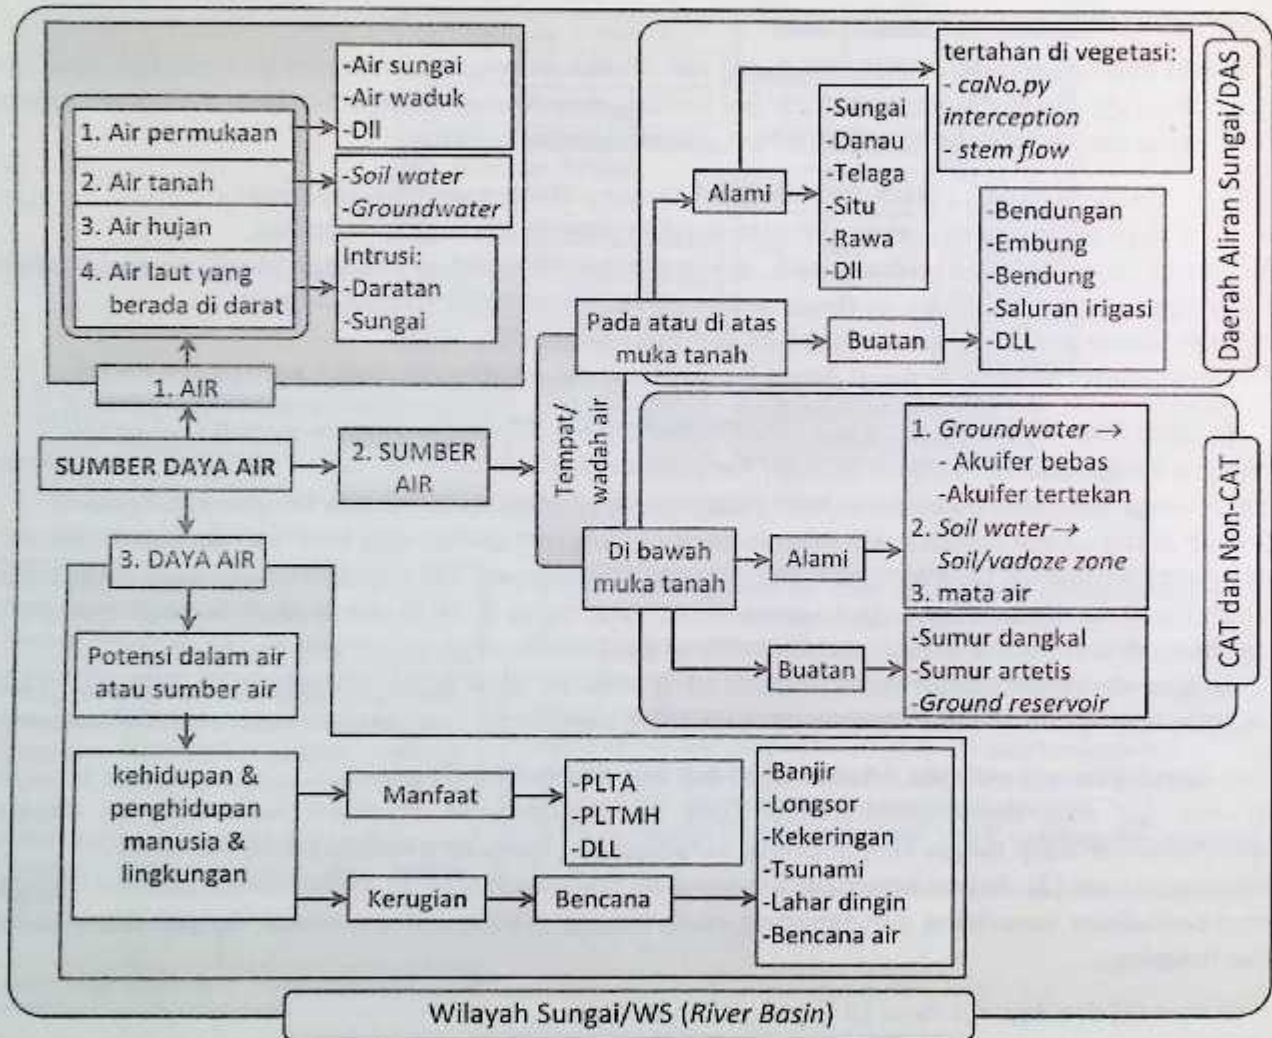 -Air sungai
-Air waduk
-Dll
1. Air permukaan
2. Air tanah
3. Air hujan
4. Air laut yang
berada di darat
-Soil water
-Groundwater
Intrusi:
-Daratan
-Sungai
1. AIR
SUMBER DAYA AIR
2. SUMBER
AIR
3. DAYA AIR
Tempat/
wadah air
Pada atau di atas
muka tanah
Alami
tertahan di vegetasi:
- caNo.py
interception
- stem flow
-Sungai
-Danau
-Telaga
-Situ
-Rawa
-Dll
Buatan
-Bendungan
-Embung
-Bendung
-Saluran irigasi
-DLL
Daerah Aliran Sungai/DAS
Di bawah
muka tanah
Alami
1. Groundwater →
- Akuifer bebas
-Akuifer tertekan
2. Soil water→
Soil/vadoze zone
3. mata air
Buatan
-Sumur dangkal
-Sumur artetis
-Ground reservoir
CAT dan Non-CAT
Potensi dalam air
atau sumber air
kehidupan &
penghidupan
manusia &
lingkungan
Manfaat
-PLTA
-PLTMH
-DLL
Kerugian
Bencana
-Banjir
-Longsor
-Kekeringan
-Tsunami
-Lahar dingin
-Bencana air
Wilayah Sungai/WS (River Basin)